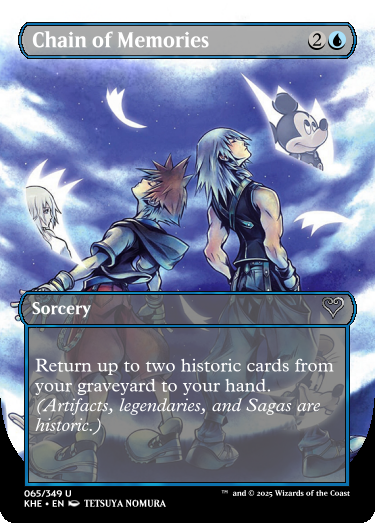 Chain of Memories 2
Sorcery
Return up to two historic cards from
your graveyard to your hand.
(Artifacts, legendaries, and Sagas are
historic.)
065/349 U
KHE • EN TETSUYA NOMURA
™ and © 2025 Wizards of the Coast